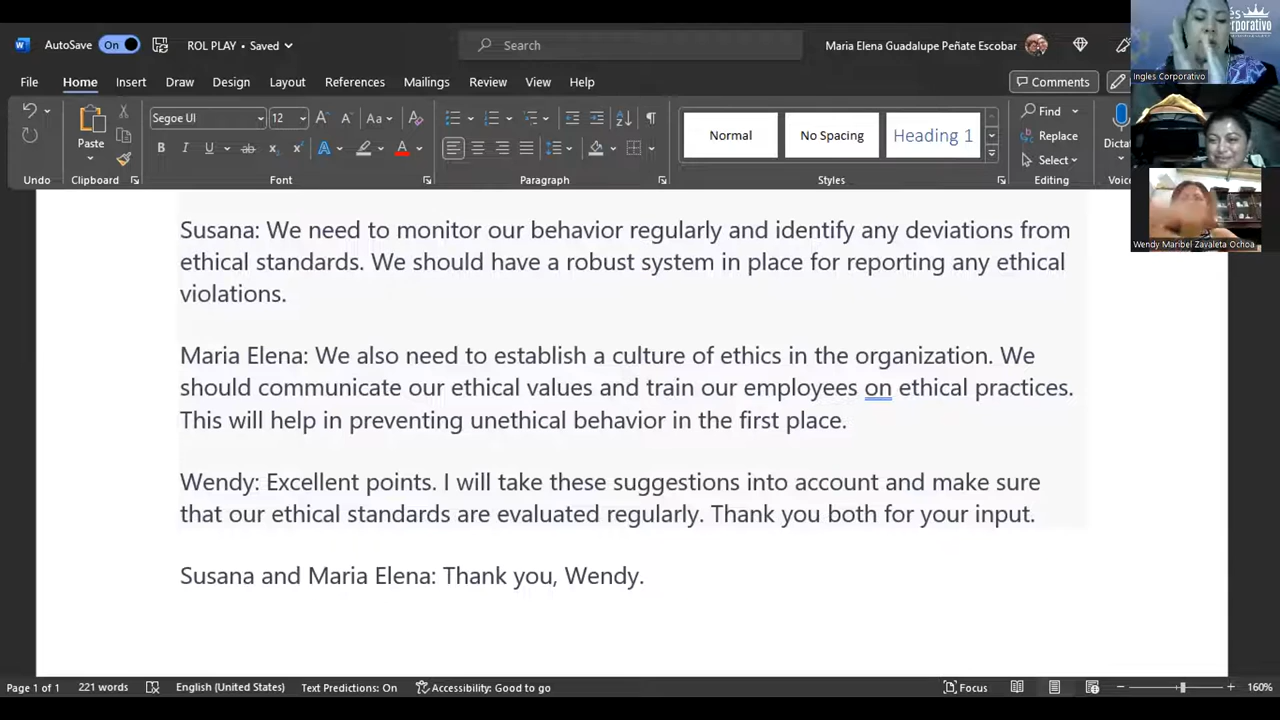 AutoSave On ROL PLAY • Saved Search Maria Elena Guadalupe Peñate Escobar
File Home Insert Draw Design Layout References Mailings Review View Help Comments
Paste Segoe UI 12 Normal No Spacing Heading 1 Find Replace Select
Undo Clipboard Font Paragraph Styles Editing
Susana: We need to monitor our behavior regularly and identify any deviations from
ethical standards. We should have a robust system in place for reporting any ethical
violations.
Maria Elena: We also need to establish a culture of ethics in the organization. We
should communicate our ethical values and train our employees on ethical practices.
This will help in preventing unethical behavior in the first place.
Wendy: Excellent points. I will take these suggestions into account and make sure
that our ethical standards are evaluated regularly. Thank you both for your input.
Susana and Maria Elena: Thank you, Wendy.
Page 1 of 1 221 words English (United States) Text Predictions: On Accessibility: Good to go Focus 160%
Ingles Corporativo
Wendy Maribel Zavaleta Ochoa